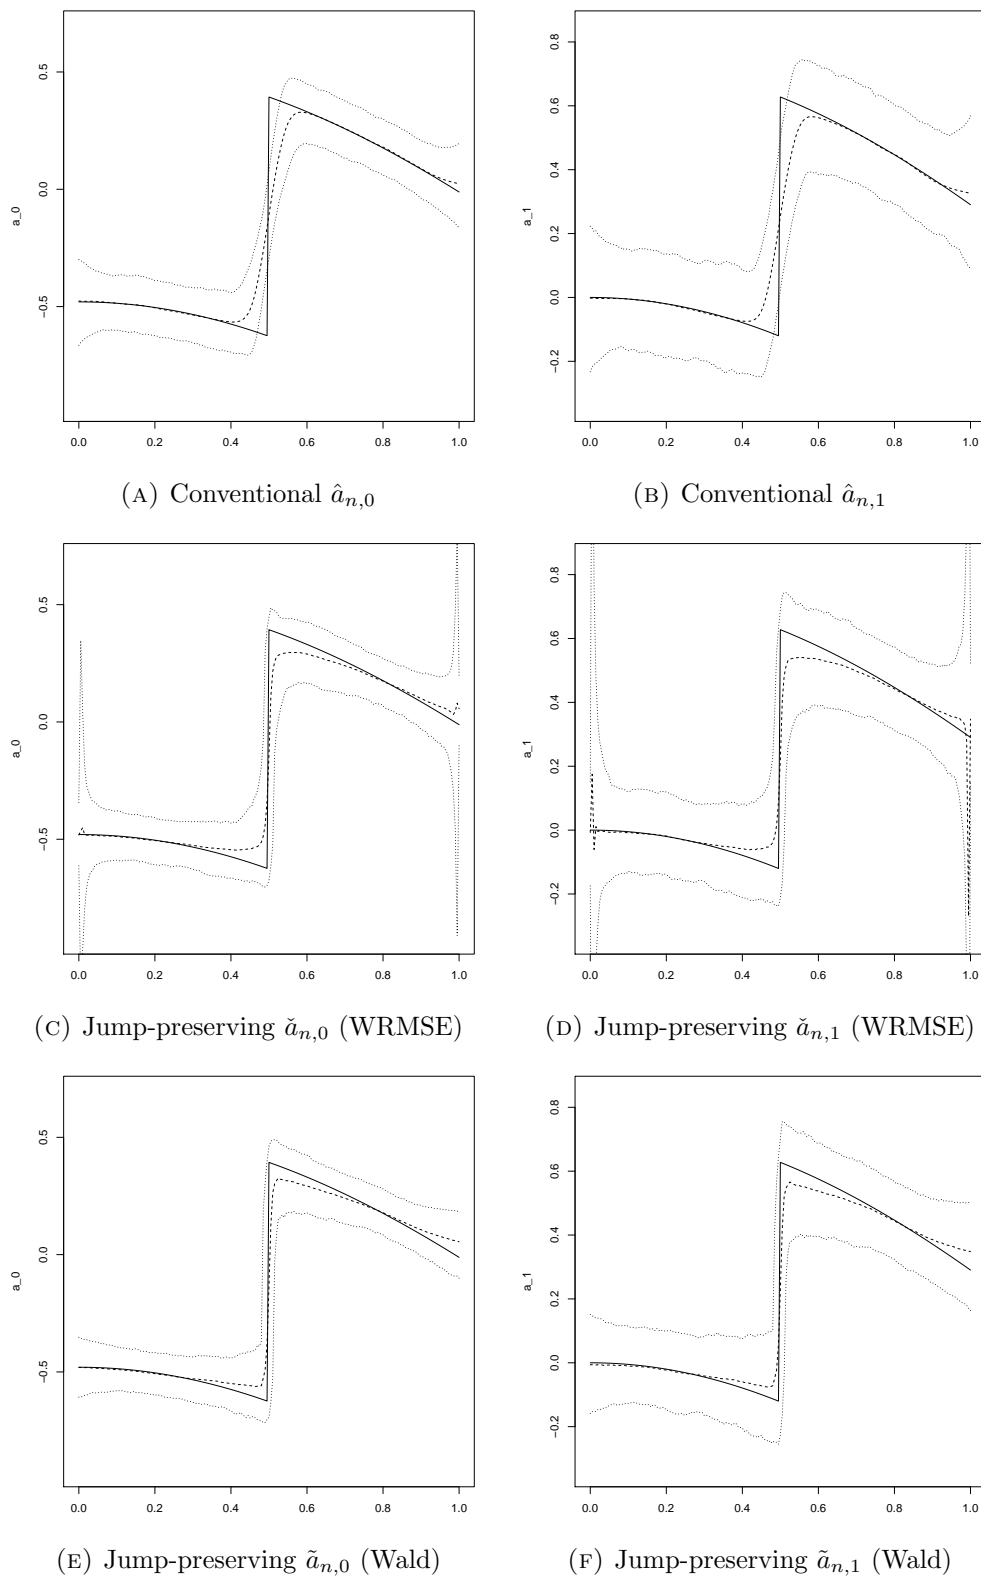 0.5
0.0
−0.5
a_0
0.0 0.2 0.4 0.6 0.8 1.0
(A) Conventional â_{n,0}
0.8
0.6
0.4
0.2
0.0
−0.2
a_1
0.0 0.2 0.4 0.6 0.8 1.0
(B) Conventional â_{n,1}
0.5
0.0
−0.5
a_0
0.0 0.2 0.4 0.6 0.8 1.0
(C) Jump-preserving ǎ_{n,0} (WRMSE)
0.8
0.6
0.4
0.2
0.0
−0.2
a_1
0.0 0.2 0.4 0.6 0.8 1.0
(D) Jump-preserving ǎ_{n,1} (WRMSE)
0.5
0.0
−0.5
a_0
0.0 0.2 0.4 0.6 0.8 1.0
(E) Jump-preserving ã_{n,0} (Wald)
0.8
0.6
0.4
0.2
0.0
−0.2
a_1
0.0 0.2 0.4 0.6 0.8 1.0
(F) Jump-preserving ã_{n,1} (Wald)